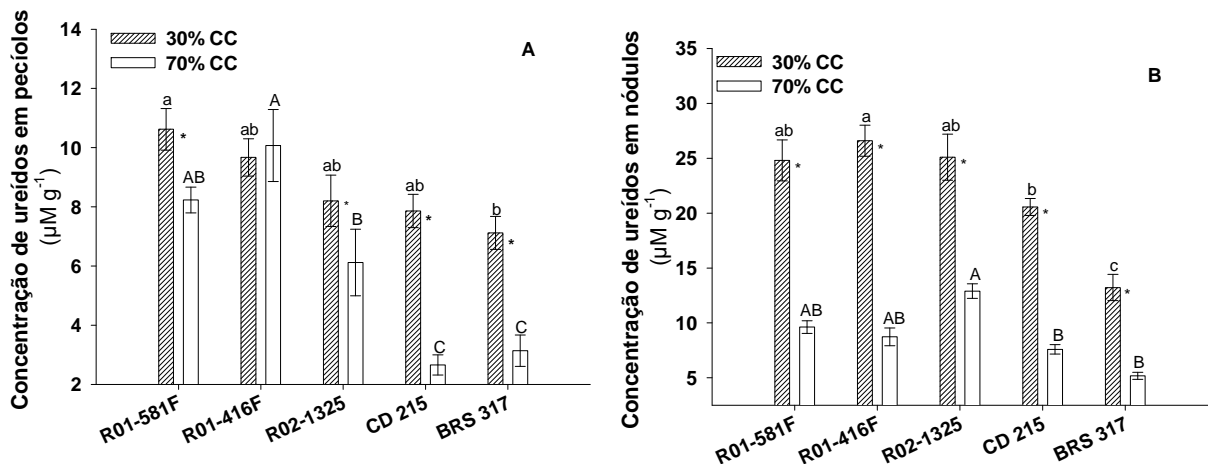 Concentração de ureídos em pecíolos
(µM g⁻¹)
14
12
10
8
6
4
2
30% CC
70% CC
A
a
*
AB
ab
A
ab
*
B
ab
*
C
b
*
C
R01-581F
R01-416F
R02-1325
CD 215
BRS 317
Concentração de ureídos em nódulos
(µM g⁻¹)
35
30
25
20
15
10
5
30% CC
70% CC
B
ab
*
AB
a
*
AB
ab
*
A
b
*
B
c
*
B
R01-581F
R01-416F
R02-1325
CD 215
BRS 317